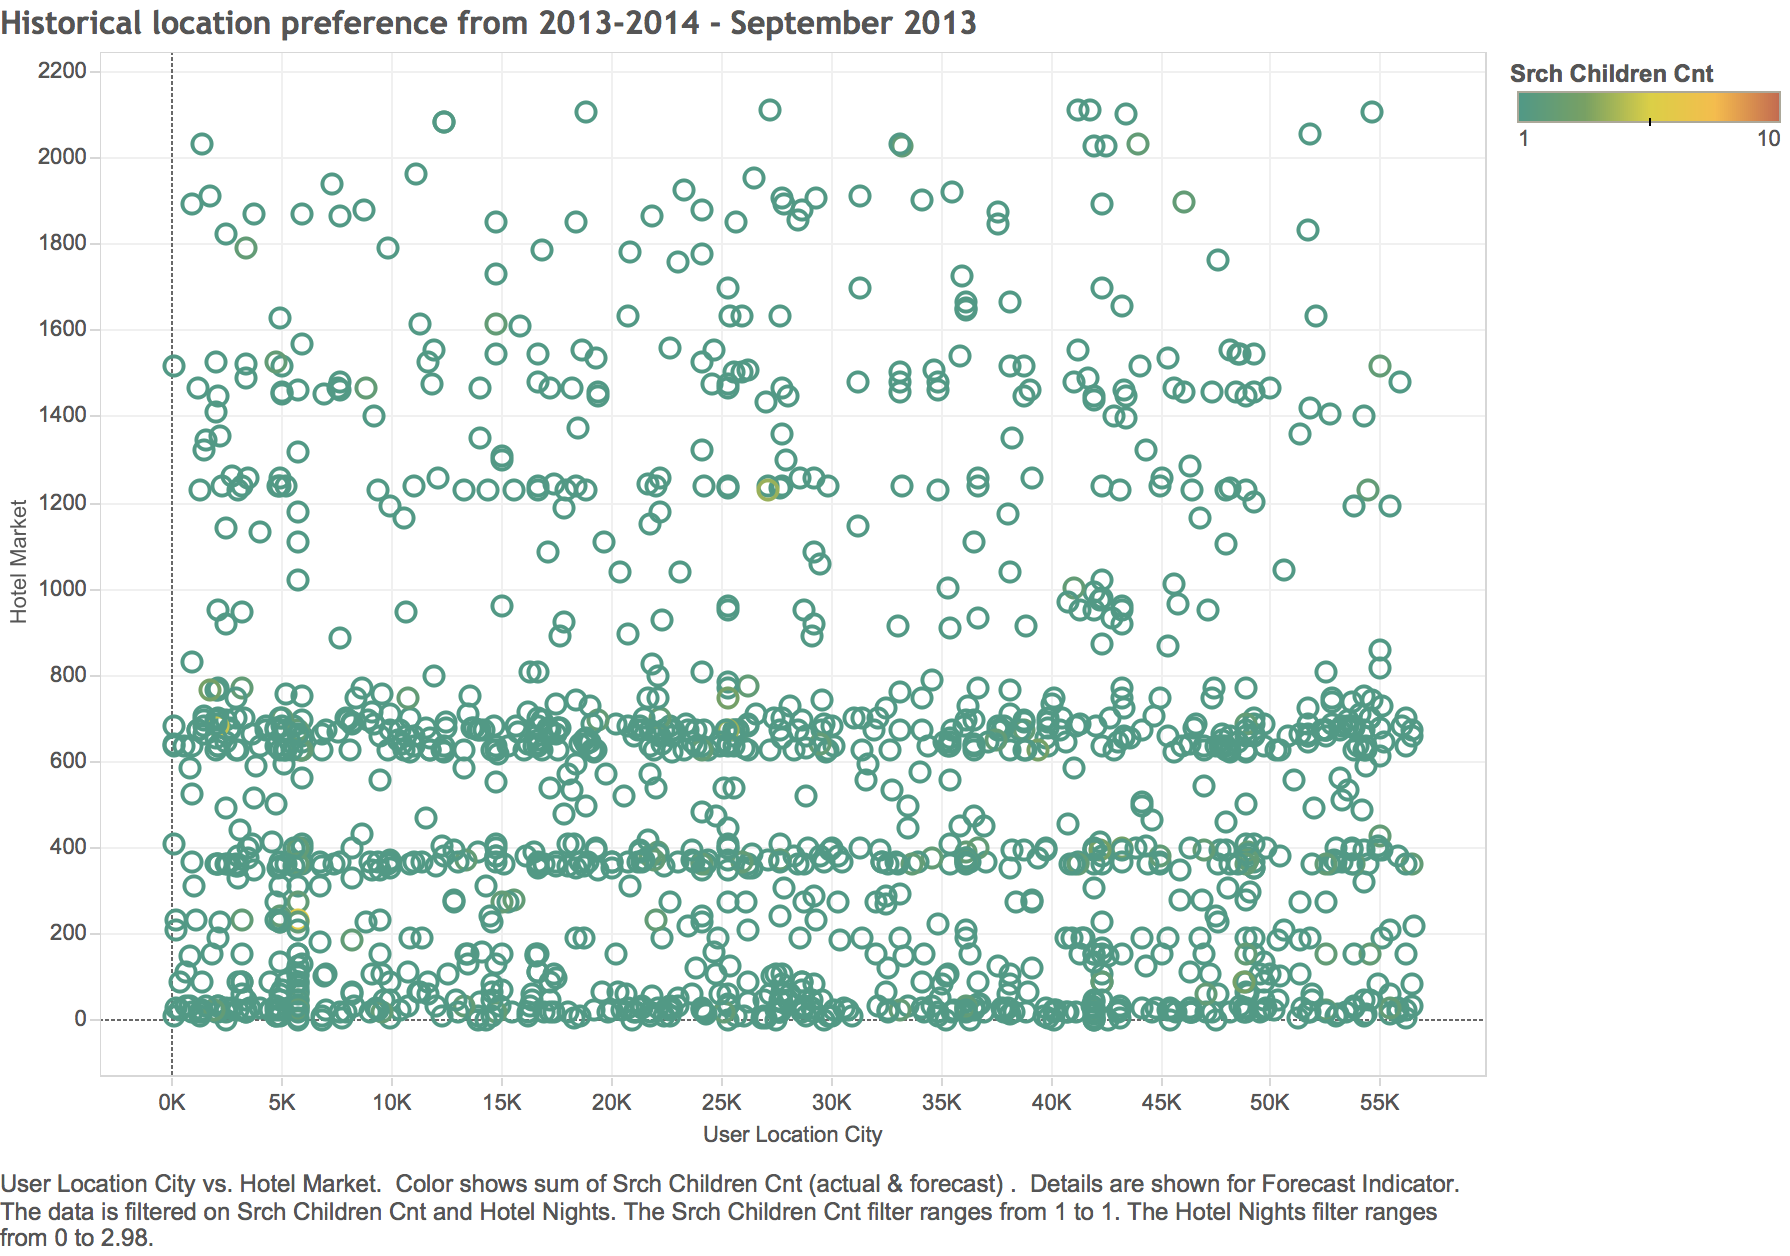 Historical location preference from 2013-2014 - September 2013
Srch Children Cnt
1 10
2200
2000
1800
1600
1400
1200
1000
800
600
400
200
0
Hotel Market
0K 5K 10K 15K 20K 25K 30K 35K 40K 45K 50K 55K
User Location City
User Location City vs. Hotel Market.  Color shows sum of Srch Children Cnt (actual & forecast) .  Details are shown for Forecast Indicator.
The data is filtered on Srch Children Cnt and Hotel Nights. The Srch Children Cnt filter ranges from 1 to 1. The Hotel Nights filter ranges
from 0 to 2.98.